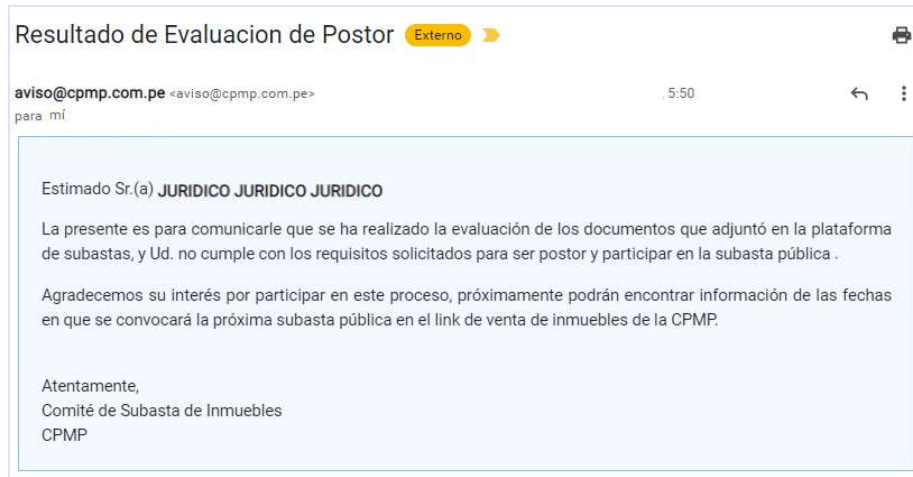 Resultado de Evaluacion de Postor Externo
aviso@cpmp.com.pe <aviso@cpmp.com.pe> 5:50
para mí
Estimado Sr.(a) JURIDICO JURIDICO JURIDICO
La presente es para comunicarle que se ha realizado la evaluación de los documentos que adjuntó en la plataforma
de subastas, y Ud. no cumple con los requisitos solicitados para ser postor y participar en la subasta pública .
Agradecemos su interés por participar en este proceso, próximamente podrán encontrar información de las fechas
en que se convocará la próxima subasta pública en el link de venta de inmuebles de la CPMP.
Atentamente,
Comité de Subasta de Inmuebles
CPMP